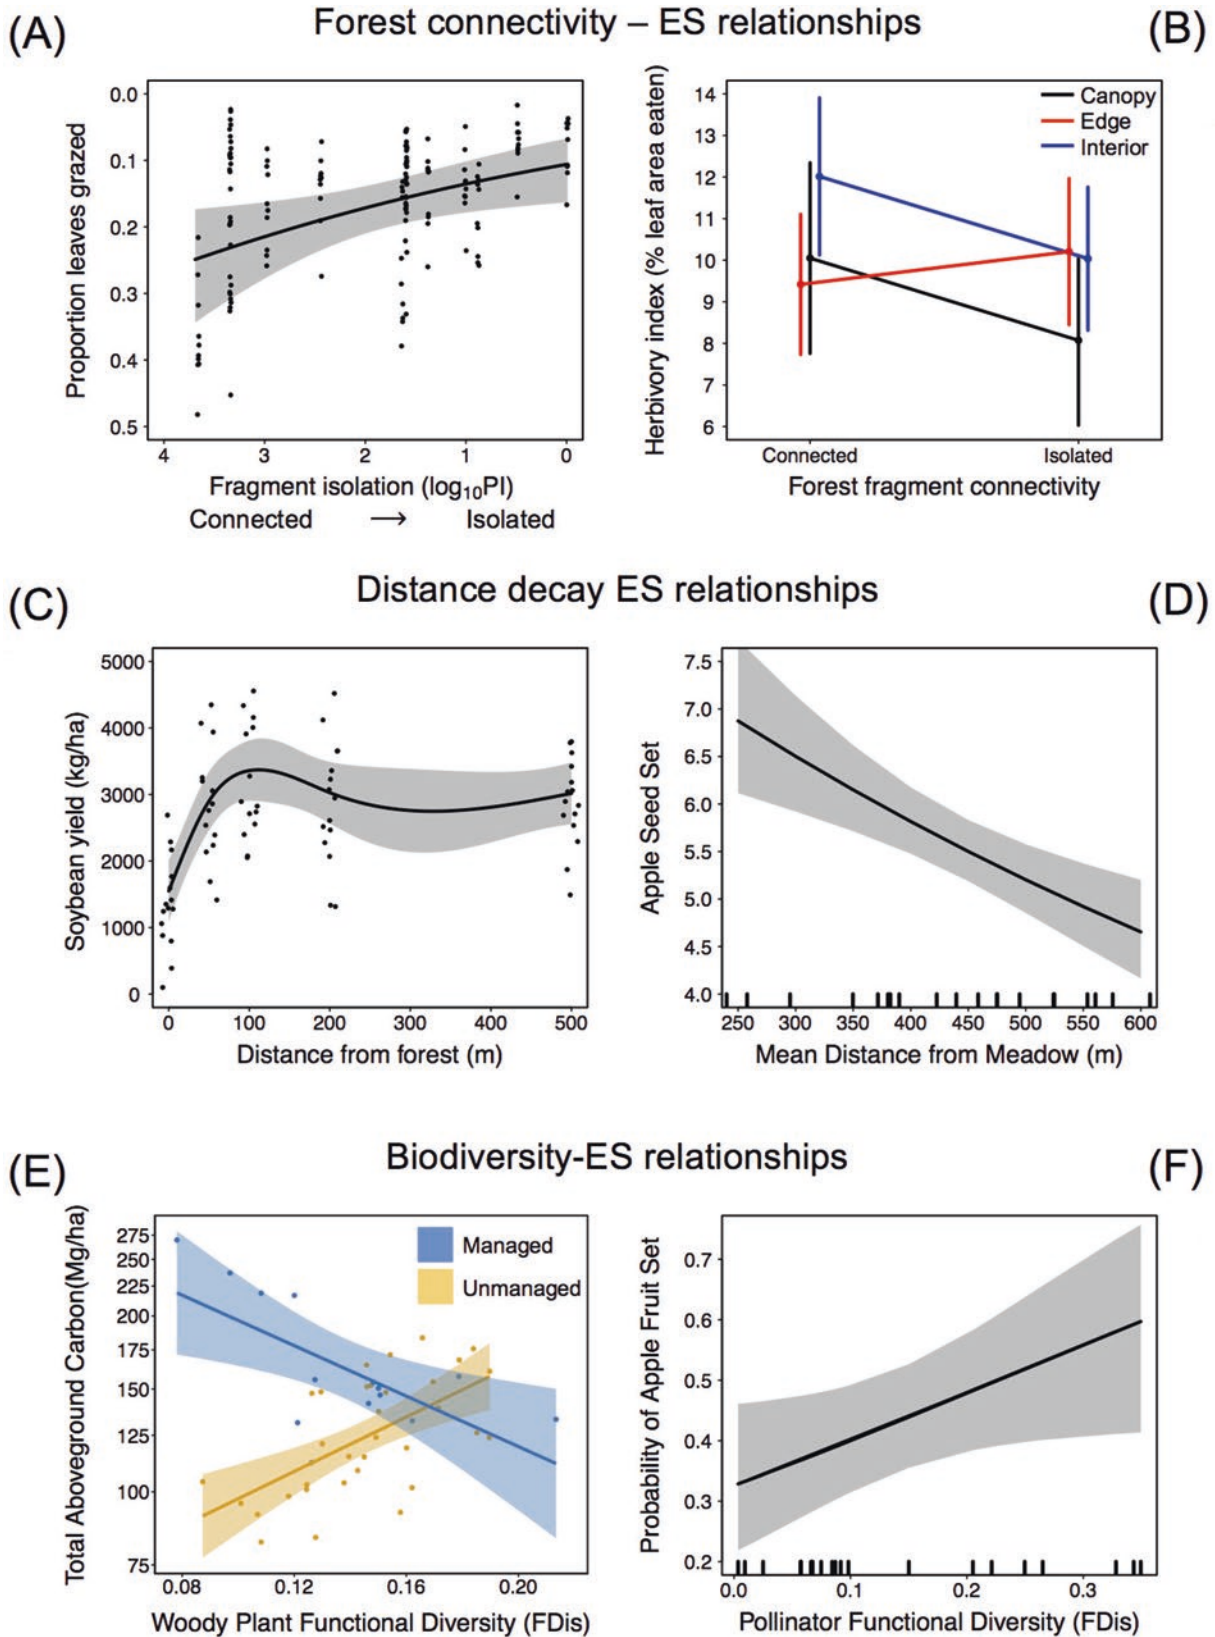 (A)
Forest connectivity – ES relationships
(B)
Proportion leaves grazed
0.0
0.1
0.2
0.3
0.4
0.5
4 3 2 1 0
Fragment isolation (log₁₀PI)
Connected → Isolated
Herbivory index (% leaf area eaten)
14
13
12
11
10
9
8
7
6
Canopy
Edge
Interior
Connected Isolated
Forest fragment connectivity
(C)
Distance decay ES relationships
(D)
Soybean yield (kg/ha)
5000
4000
3000
2000
1000
0
0 100 200 300 400 500
Distance from forest (m)
Apple Seed Set
7.5
7.0
6.5
6.0
5.5
5.0
4.5
4.0
250 300 350 400 450 500 550 600
Mean Distance from Meadow (m)
(E)
Biodiversity-ES relationships
(F)
Total Aboveground Carbon(Mg/ha)
275
250
225
200
175
150
125
100
75
Managed
Unmanaged
0.08 0.12 0.16 0.20
Woody Plant Functional Diversity (FDis)
Probability of Apple Fruit Set
0.7
0.6
0.5
0.4
0.3
0.2
0.0 0.1 0.2 0.3
Pollinator Functional Diversity (FDis)